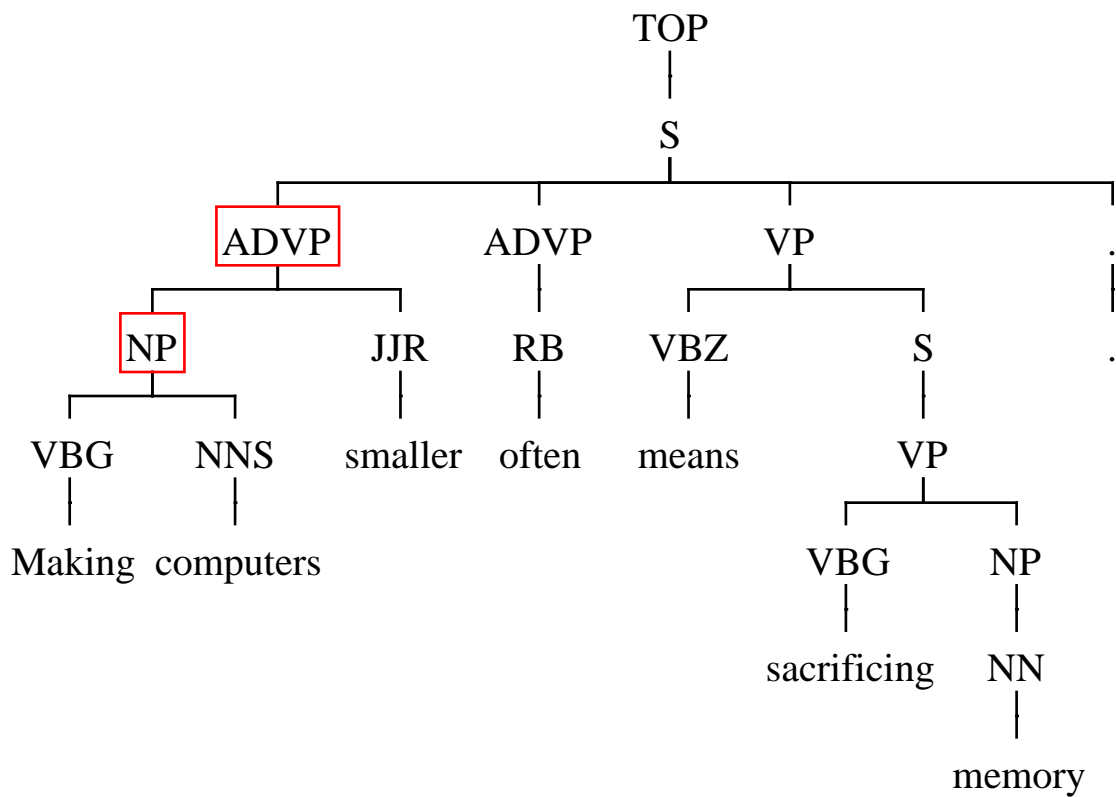 TOP
S
ADVP ADVP VP .
NP JJR RB VBZ S .
VBG NNS smaller often means VP
Making computers VBG NP
sacrificing NN
memory